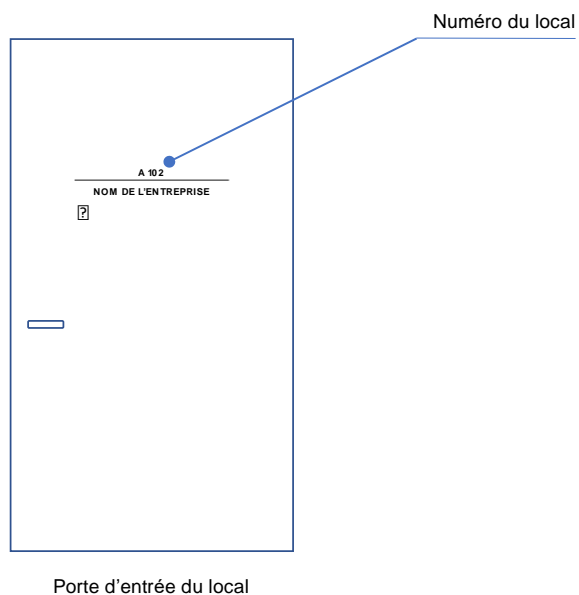 Numéro du local
A 102
NOM DE L'ENTREPRISE
?
Porte d’entrée du local